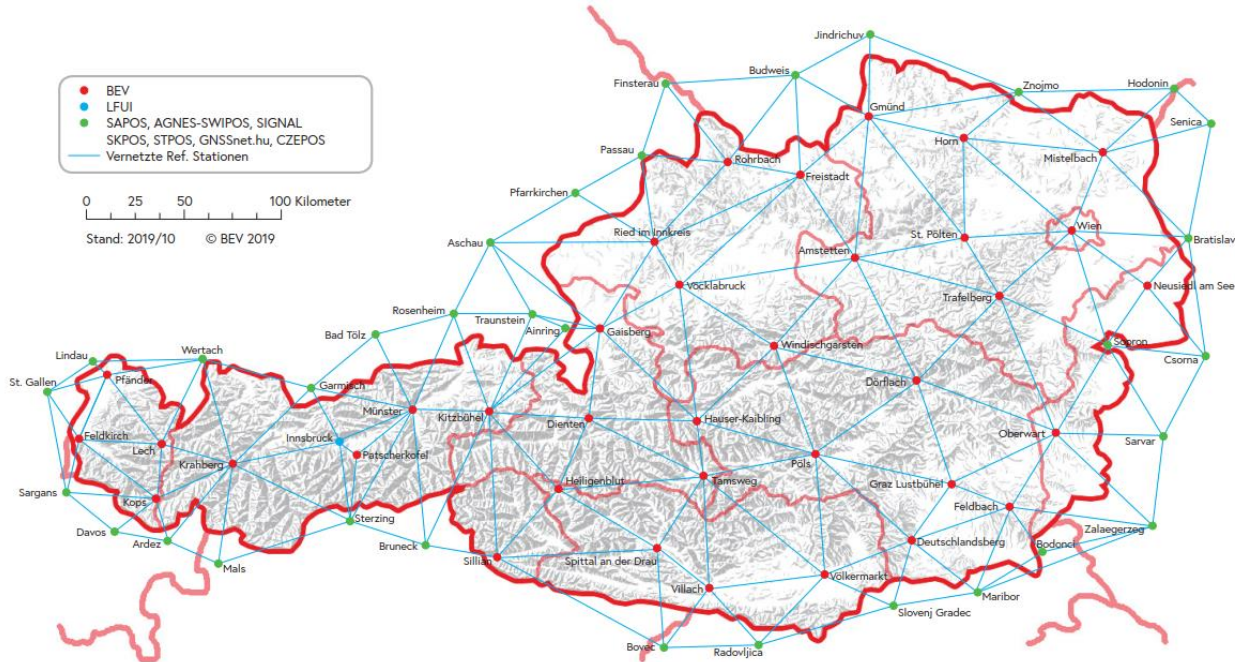 BEV
LFUI
SAPOS, AGNES-SWIPOS, SIGNAL
SKPOS, STPOS, GNSSnet.hu, CZEPOS
Vernetzte Ref. Stationen
0 25 50 100 Kilometer
Stand: 2019/10 © BEV 2019
Jindrichuv
Budweis
Finsterau
Znojmo
Hodonin
Gmünd
Senica
Horn
Mistelbach
Passau
Rohrbach
Freistadt
Pfarrkirchen
Ried im Innkreis
Wien
St. Pölten
Bratislava
Aschau
Amstetten
Vöcklabruck
Neusiedl am See
Trafelberg
Rosenheim
Traunstein
Ainring
Gaisberg
Bad Tölz
Windischgarsten
Sopron
Csorna
Wertach
Lindau
Pfänder
St. Gallen
Garmisch
Dörflach
Münster
Kitzbühel
Dienten
Hauser-Kaibling
Feldkirch
Lech
Innsbruck
Oberwart
Sarvar
Krahberg
Patscherkofel
Pöls
Heiligenblut
Tamsweg
Graz Lustbühel
Sargans
Kops
Feldbach
Sterzing
Zalaegerzeg
Davos
Ardez
Bruneck
Deutschlandsberg
Bodonci
Mals
Sillian
Spittal an der Drau
Völkermarkt
Villach
Maribor
Slovenj Gradec
Bovec
Radovljica